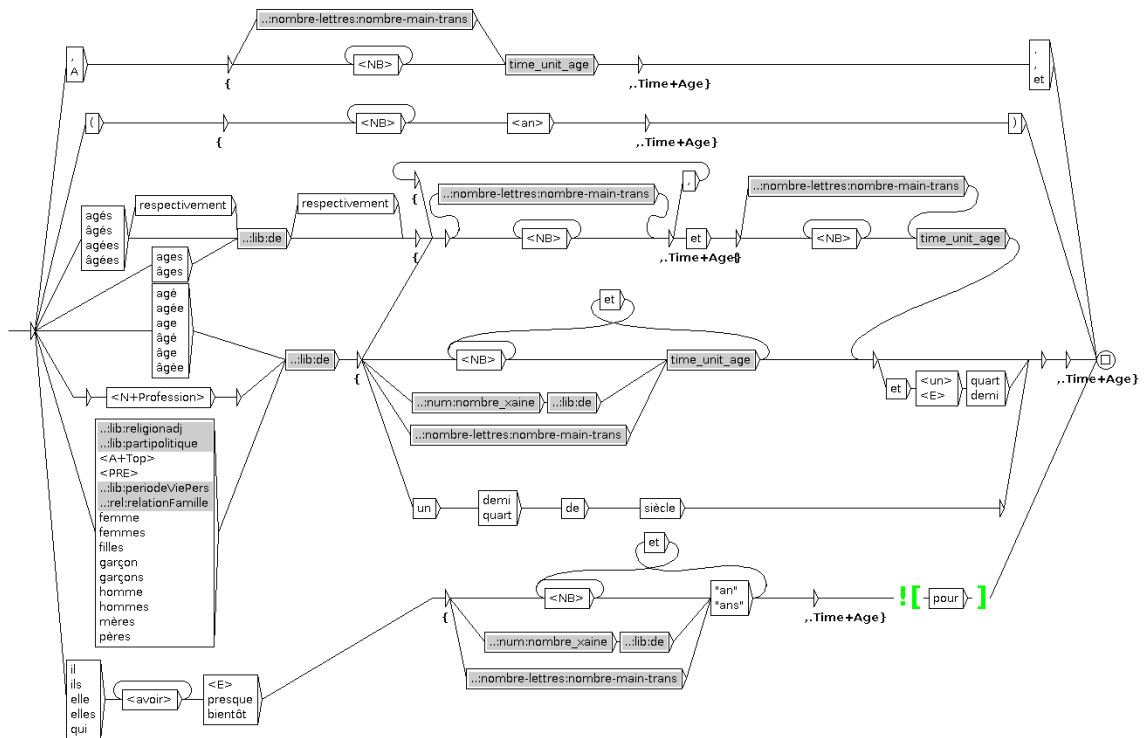 ..:nombre-lettres:nombre-main-trans
,
A
{
<NB>
time_unit_age
,.Time+Age}
.
,
et
(
{
<NB>
<an>
,.Time+Age}
)
agés
âgés
agées
âgées
respectivement
..:lib:de
respectivement
{
{
..:nombre-lettres:nombre-main-trans
<NB>
,
et
,.Time+Age}
{
..:nombre-lettres:nombre-main-trans
<NB>
time_unit_age
ages
âges
agé
agée
age
âgé
âge
âgée
<N+Profession>
..:lib:religionadj
..:lib:partipolitique
<A+Top>
<PRE>
..:lib:periodeViePers
..:rel:relationFamille
femme
femmes
filles
garçon
garçons
homme
hommes
mères
pères
..:lib:de
{
et
<NB>
time_unit_age
..:num:nombre_xaine
..:lib:de
..:nombre-lettres:nombre-main-trans
un
demi
quart
de
siècle
et
<un>
<E>
quart
demi
,.Time+Age}
il
ils
elle
elles
qui
<avoir>
<E>
presque
bientôt
{
et
<NB>
"an"
"ans"
..:num:nombre_xaine
..:lib:de
..:nombre-lettres:nombre-main-trans
,.Time+Age}
![
pour
]